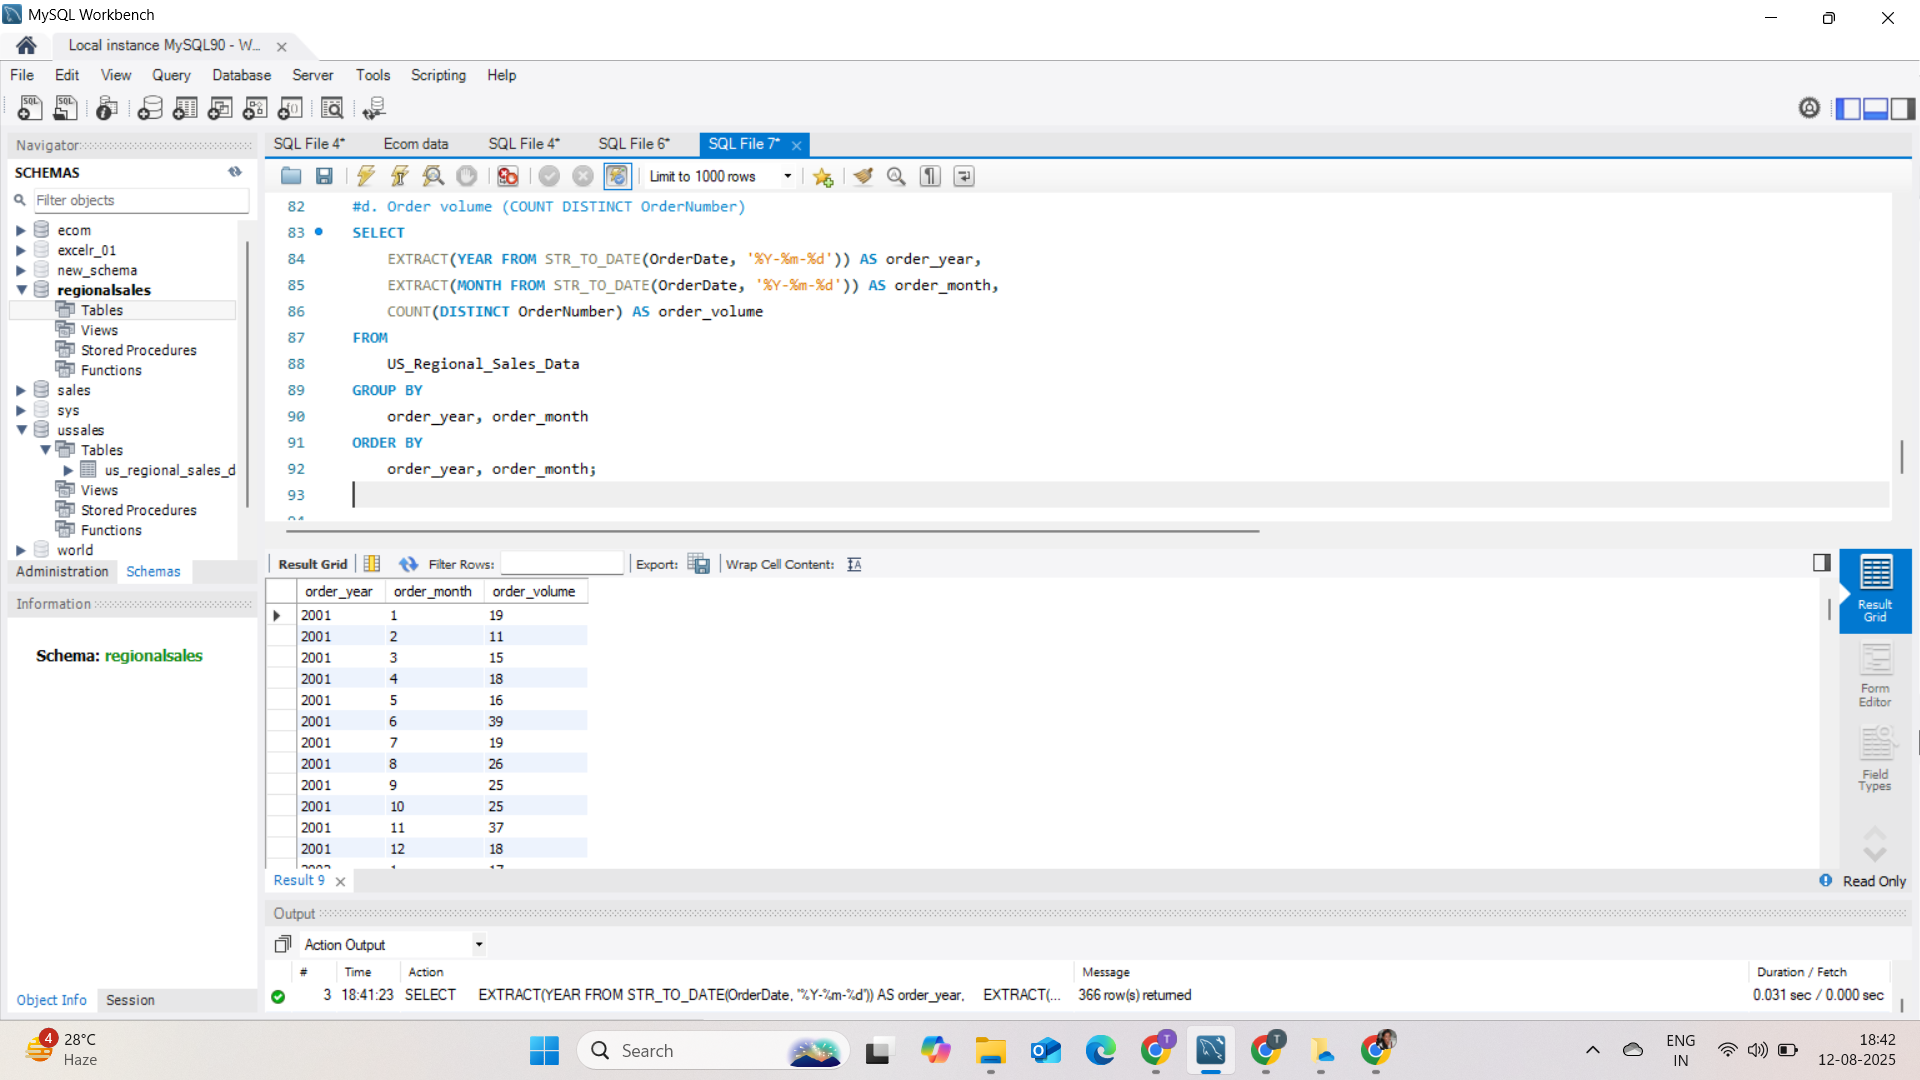 MySQL Workbench
Local instance MySQL90 - W...
File Edit View Query Database Server Tools Scripting Help
Navigator
SCHEMAS
Filter objects
ecom
excelr_01
new_schema
regionalsales
Tables
Views
Stored Procedures
Functions
sales
sys
ussales
Tables
us_regional_sales_d
Views
Stored Procedures
Functions
world
Administration Schemas
Information
Schema: regionalsales
Object Info Session
SQL File 4* Ecom data SQL File 4* SQL File 6* SQL File 7*
Limit to 1000 rows
82 #d. Order volume (COUNT DISTINCT OrderNumber)
83 SELECT
84 EXTRACT(YEAR FROM STR_TO_DATE(OrderDate, '%Y-%m-%d')) AS order_year,
85 EXTRACT(MONTH FROM STR_TO_DATE(OrderDate, '%Y-%m-%d')) AS order_month,
86 COUNT(DISTINCT OrderNumber) AS order_volume
87 FROM
88 US_Regional_Sales_Data
89 GROUP BY
90 order_year, order_month
91 ORDER BY
92 order_year, order_month;
93
Result Grid Filter Rows: Export: Wrap Cell Content:
order_year order_month order_volume
2001 1 19
2001 2 11
2001 3 15
2001 4 18
2001 5 16
2001 6 39
2001 7 19
2001 8 26
2001 9 25
2001 10 25
2001 11 37
2001 12 18
Result Grid
Form Editor
Field Types
Result 9
Read Only
Output
Action Output
# Time Action Message Duration / Fetch
3 18:41:23 SELECT EXTRACT(YEAR FROM STR_TO_DATE(OrderDate, '%Y-%m-%d')) AS order_year, EXTRACT(... 366 row(s) returned 0.031 sec / 0.000 sec
4
28°C
Haze
Search
T
T
ENG
IN
18:42
12-08-2025